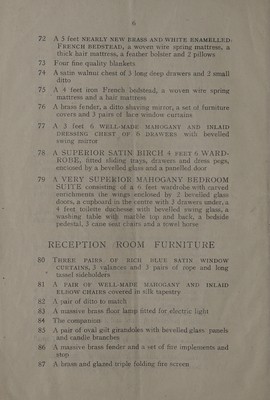 6
72 A 5 feet NEARLY NEW BRASS AND WHITE ENAMELLED
FRENCH BEDSTEAD, a woven wire spring mattress, a
thick hair mattress, a feather bolster and 2 pillows
73 Four fine quality blankets
74 A satin walnut chest of 3 long deep drawers and 2 small
ditto
75 A 4 feet iron French bedstead, a woven wire spring
mattress and a hair mattress
76 A brass fender, a ditto shaving mirror, a set of furniture
covers and 3 pairs of lace window curtains
77 A 3 feet 6 WELL-MADE MAHOGANY AND INLAID
DRESSING CHEST OF 6 DRAWERS with bevelled
swing mirror
78 A SUPERIOR SATIN BIRCH 4 FEET 6 WARD-
ROBE, fitted sliding trays, drawers and dress pegs,
enclosed by a bevelled glass and a panelled door
79 A VERY SUPERIOR MAHOGANY BEDROOM
SUITE consisting of a 6 feet wardrobe with carved
enrichments the wings enclosed by 2 bevelled glass
doors, a cupboard in the centre with 3 drawers under, a
4 feet toilette duchesse with bevelled swing glass, a
washing table with marble top and bath, a bedside
pedestal, 3 cane seat chairs and a towel horse
RECEPTION ROOM FURNITURE
80 THREE PAIRS OF RICH BLUE SATIN WINDOW
CURTAINS, 3 valances and 3 pairs of rope and long
tassel sideholders
81 A PAIR OF WELL-MADE MAHOGANY AND INLAID
ELBOW CHAIRS covered in silk tapestry
82 A pair of ditto to match
83 A massive brass floor lamp fitted for electric light
84 The companion
85 A pair of oval gilt girandoles with bevelled glass panels
and candle branches
86 A massive brass fender and a set of fire implements and
stop
87 A brass and glazed triple folding fire screen